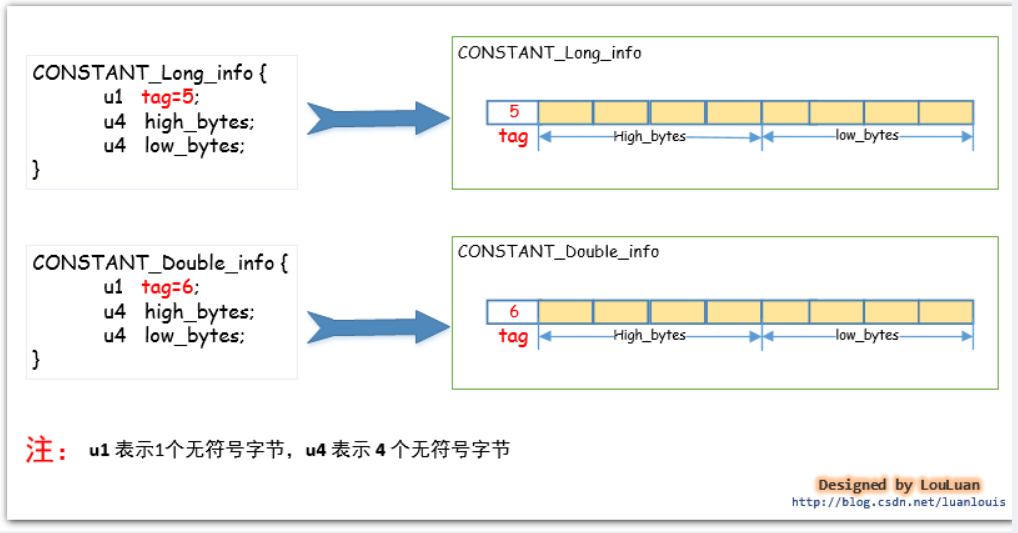 CONSTANT_Long_info {
u1 tag=5;
u4 high_bytes;
u4 low_bytes;
}
CONSTANT_Long_info
5
tag
High_bytes
low_bytes
CONSTANT_Double_info {
u1 tag=6;
u4 high_bytes;
u4 low_bytes;
}
CONSTANT_Double_info
6
tag
High_bytes
low_bytes
注： u1 表示1个无符号字节，u4 表示 4 个无符号字节
Designed by LouLuan
http://blog.csdn.net/luanlouis